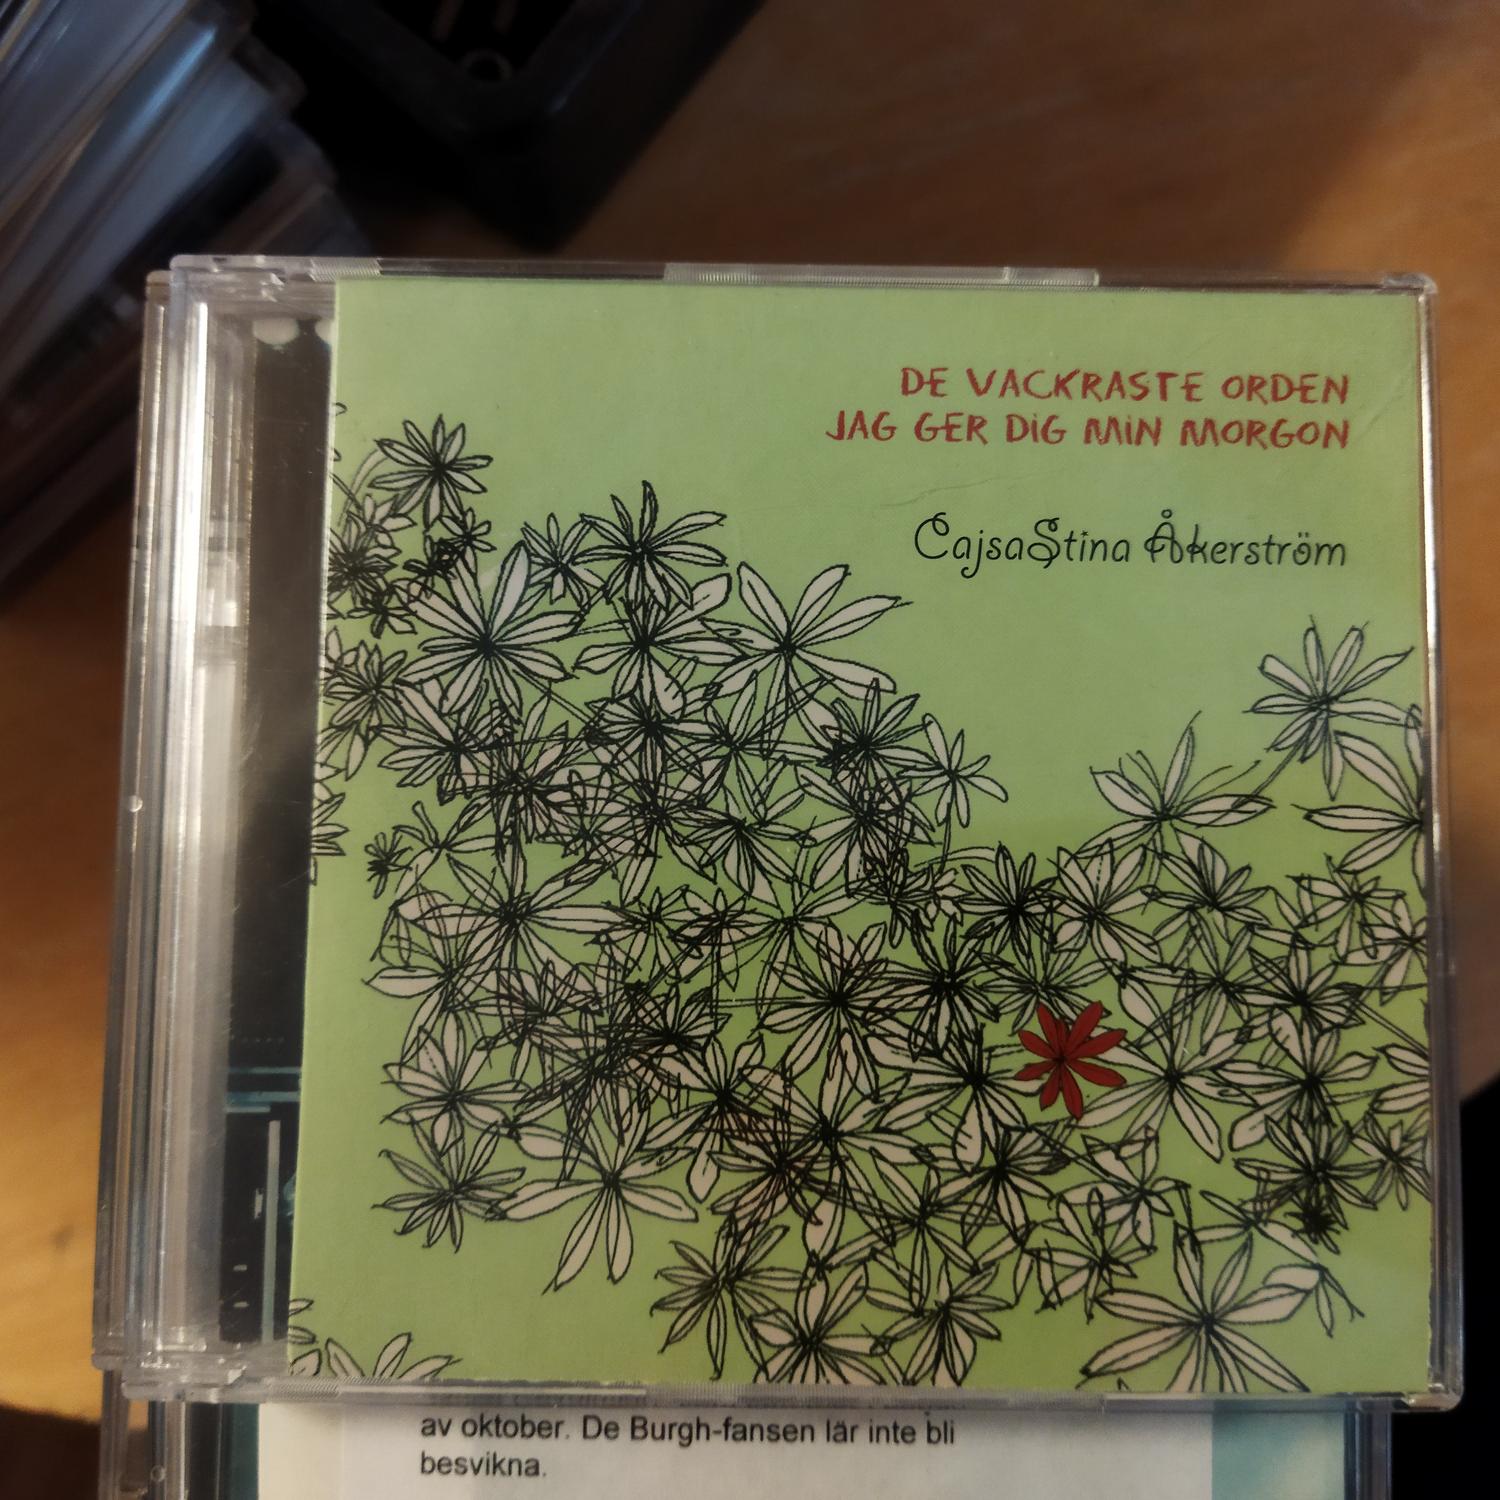 DE VACKRASTE ORDEN
JAG GER DIG MIN MORGON
CajsaStina Åkerström
av oktober. De Burgh-fansen lär inte bli
besvikna.